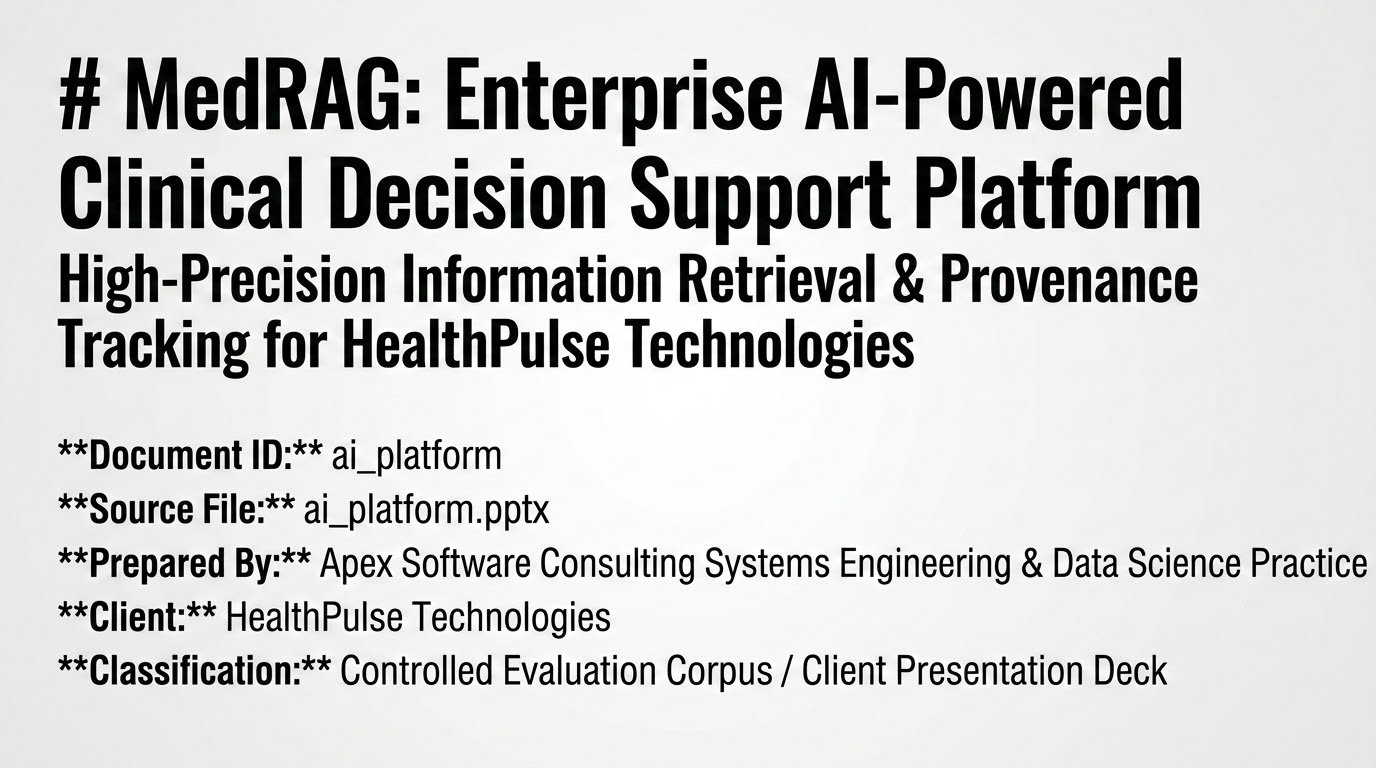 # MedRAG: Enterprise AI-Powered
Clinical Decision Support Platform
High-Precision Information Retrieval & Provenance
Tracking for HealthPulse Technologies
**Document ID:** ai_platform
**Source File:** ai_platform.pptx
**Prepared By:** Apex Software Consulting Systems Engineering & Data Science Practice
**Client:** HealthPulse Technologies
**Classification:** Controlled Evaluation Corpus / Client Presentation Deck